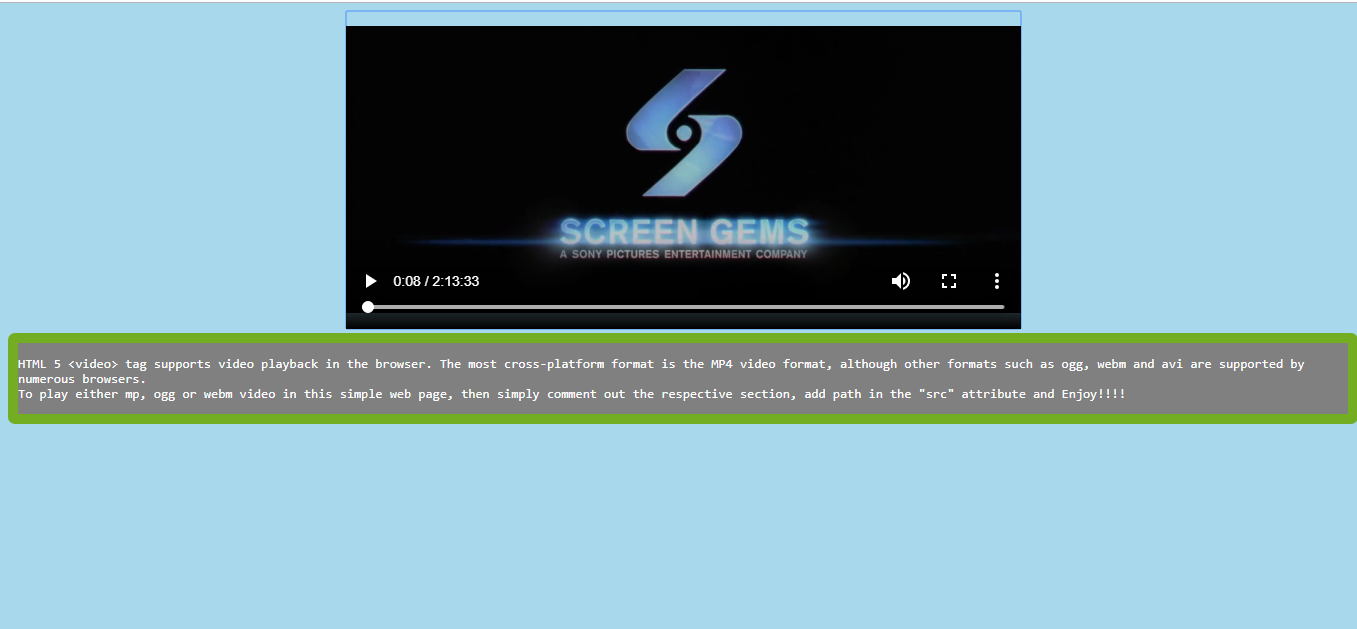 SCREEN GEMS
A SONY PICTURES ENTERTAINMENT COMPANY
0:08 / 2:13:33
HTML 5 <video> tag supports video playback in the browser. The most cross-platform format is the MP4 video format, although other formats such as ogg, webm and avi are supported by
numerous browsers.
To play either mp, ogg or webm video in this simple web page, then simply comment out the respective section, add path in the "src" attribute and Enjoy!!!!